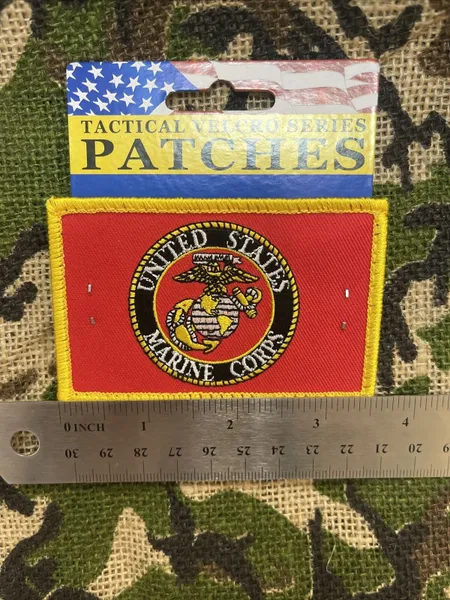 TACTICAL VELCRO SERIES
PATCHES
UNITED STATES
MARINE CORPS
0 INCH 1 2 3 4
30 29 28 27 26 25 24 23 22 21 20